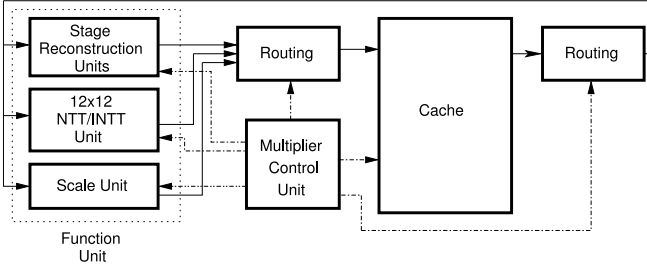 Stage
Reconstruction
Units
12x12
NTT/INTT
Unit
Scale Unit
Function
Unit
Routing
Multiplier
Control
Unit
Cache
Routing